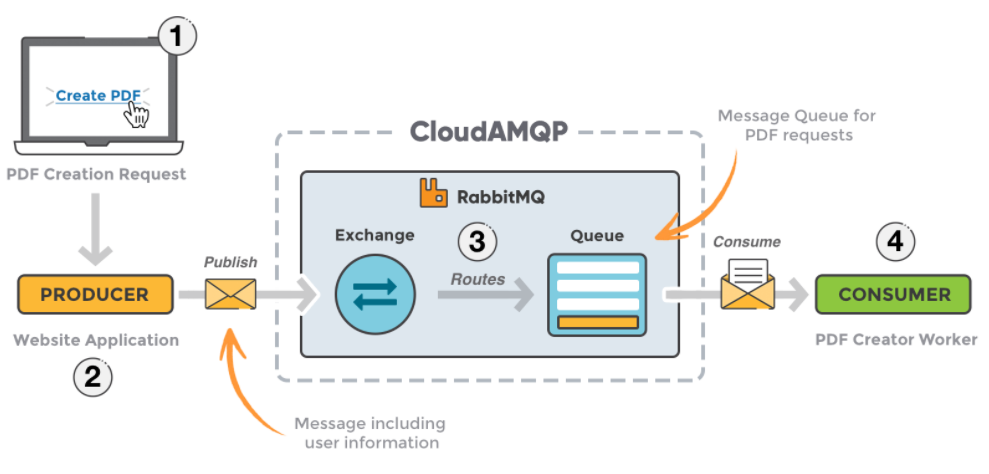 1
Create PDF
PDF Creation Request
CloudAMQP
Message Queue for
PDF requests
RabbitMQ
Exchange
3
Queue
Routes
Publish
Consume
4
PRODUCER
CONSUMER
Website Application
PDF Creator Worker
2
Message including
user information